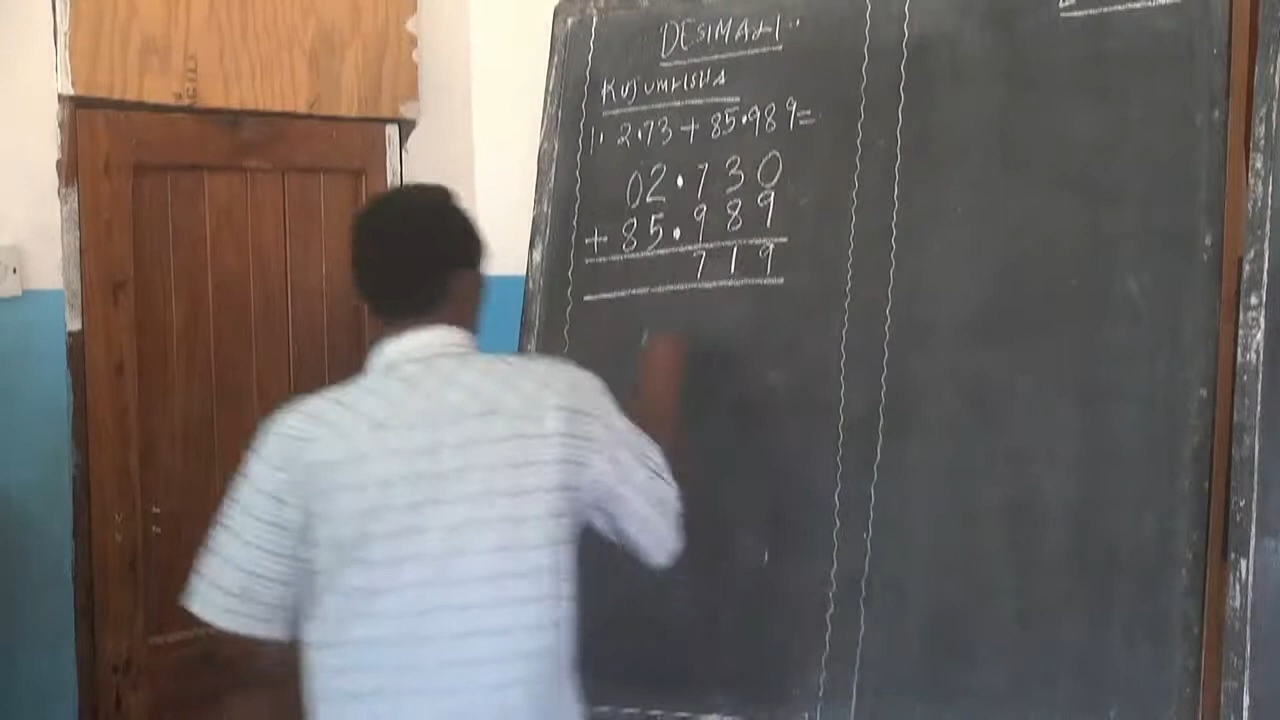 DESIMALI
KUJUMLISHA
1. 2.73 + 85.989=
02.730
+ 85.989
719